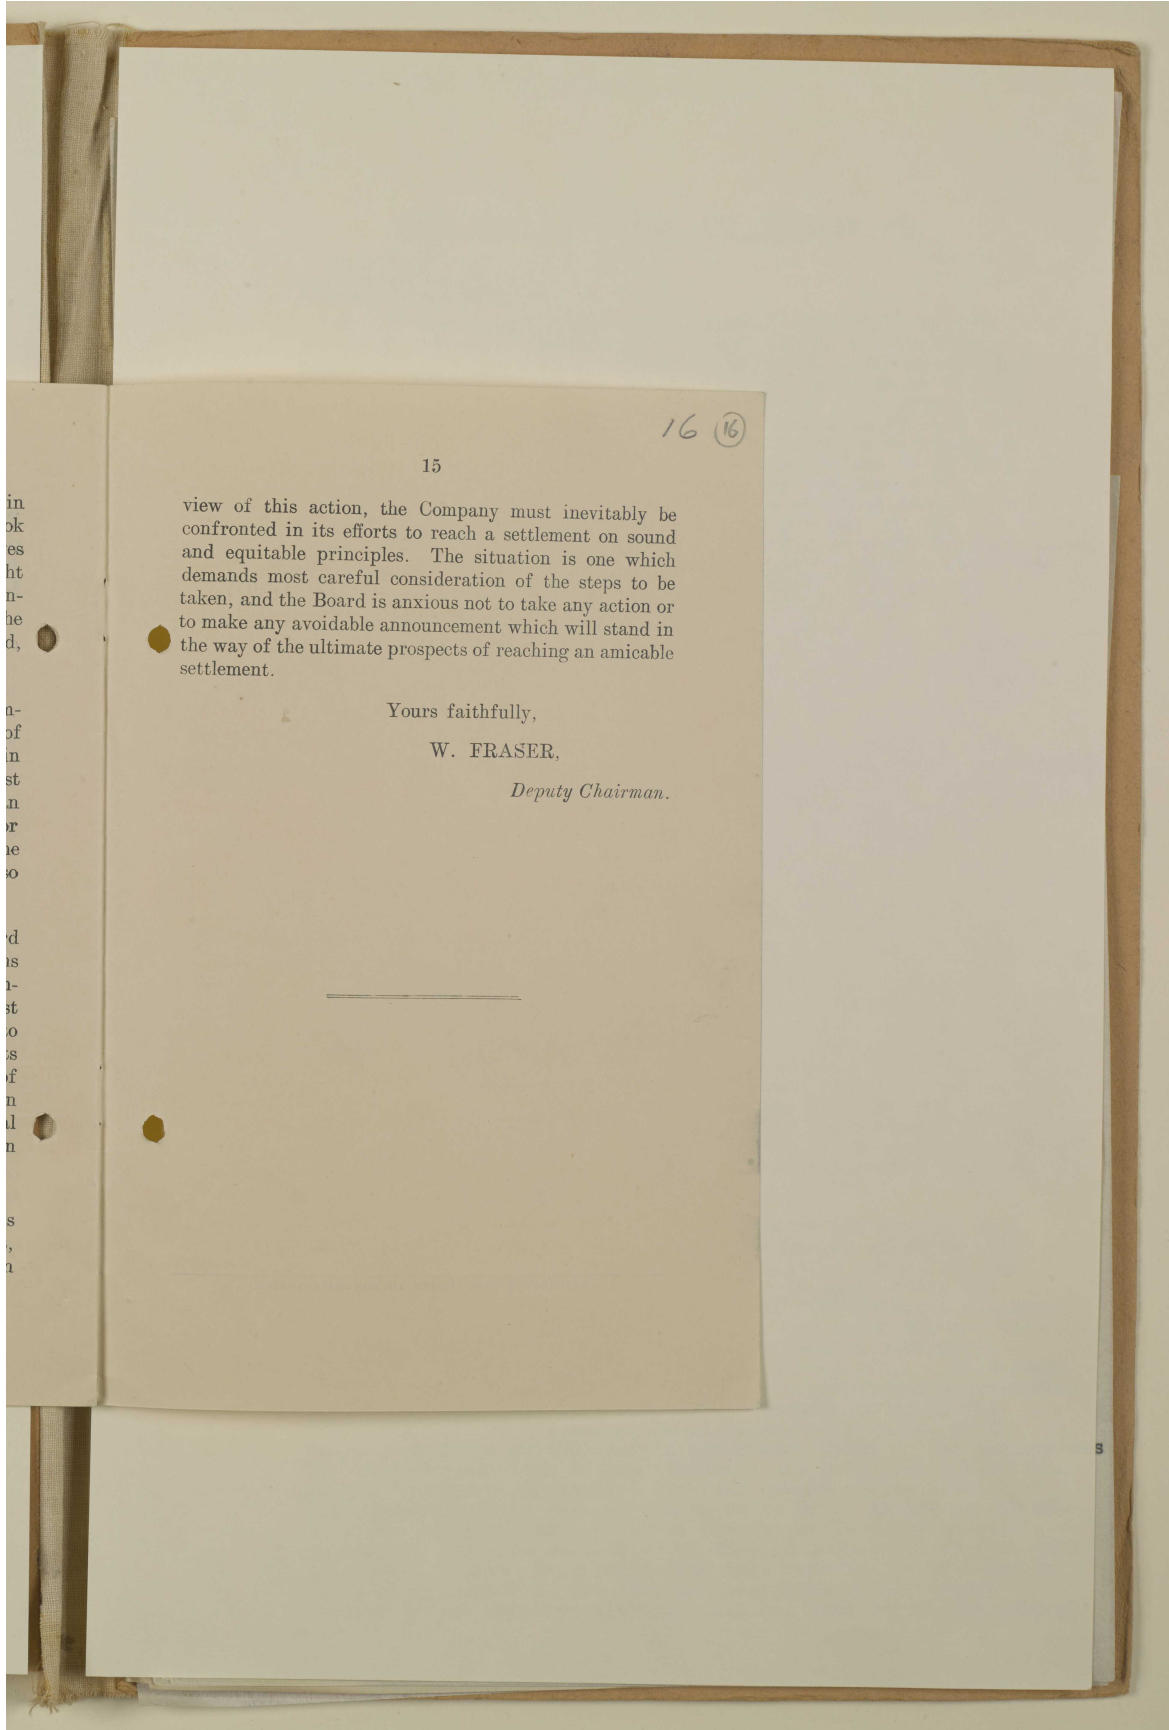 16 16
15
view of this action, the Company must inevitably be
confronted in its efforts to reach a settlement on sound
and equitable principles. The situation is one which
demands most careful consideration of the steps to be
taken, and the Board is anxious not to take any action or
to make any avoidable announcement which will stand in
the way of the ultimate prospects of reaching an amicable
settlement.
Yours faithfully,
W. FRASER,
Deputy Chairman.